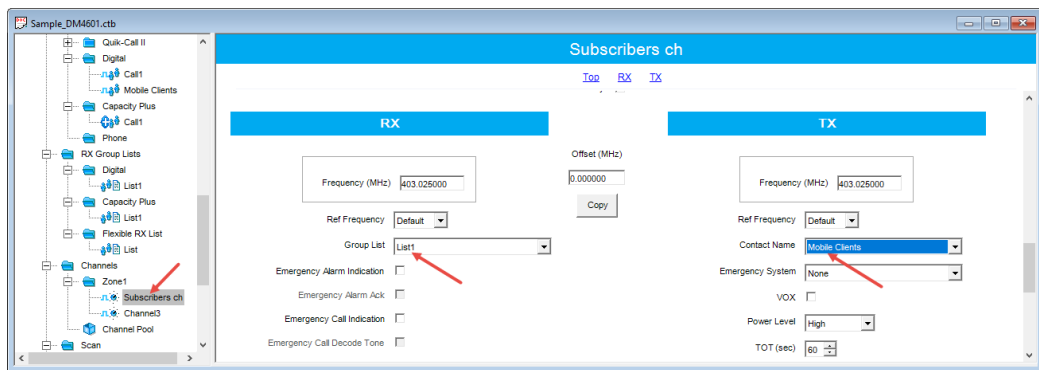 Sample_DM4601.ctb
Quik-Call II
Digital
Call1
Mobile Clients
Capacity Plus
Call1
Phone
RX Group Lists
Digital
List1
Capacity Plus
List1
Flexible RX List
List
Channels
Zone1
Subscribers ch
Channel3
Channel Pool
Scan
Subscribers ch
Top RX TX
RX
Frequency (MHz) 403.025000
Ref Frequency Default
Group List List1
Emergency Alarm Indication
Emergency Alarm Ack
Emergency Call Indication
Emergency Call Decode Tone
Offset (MHz)
0.000000
Copy
TX
Frequency (MHz) 403.025000
Ref Frequency Default
Contact Name Mobile Clients
Emergency System None
VOX
Power Level High
TOT (sec) 60